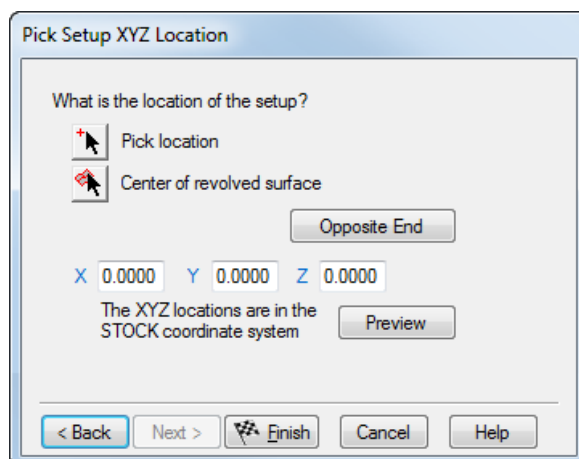 Pick Setup XYZ Location
What is the location of the setup?
Pick location
Center of revolved surface
Opposite End
X 0.0000 Y 0.0000 Z 0.0000
The XYZ locations are in the
STOCK coordinate system
Preview
< Back Next > Finish Cancel Help